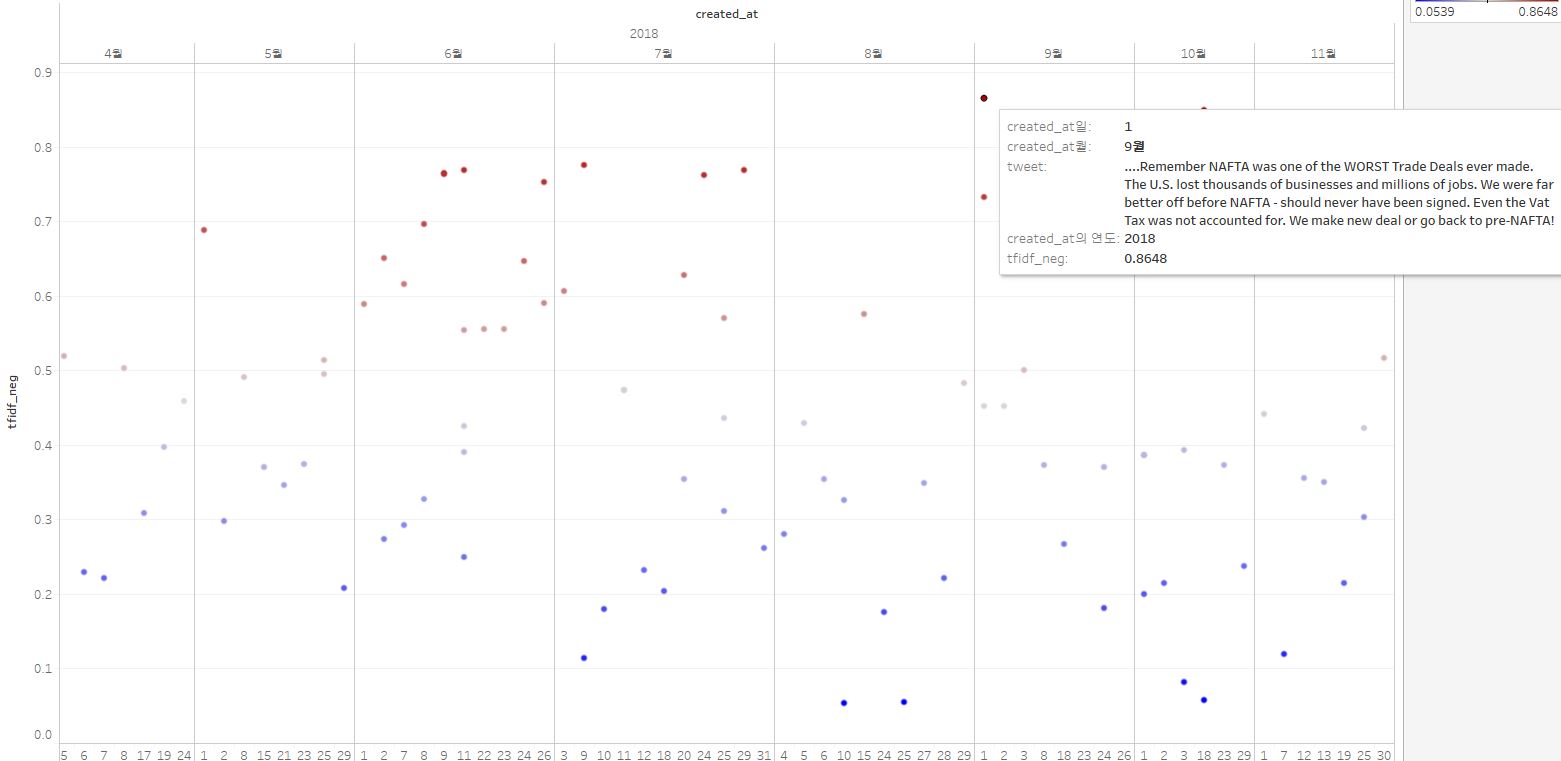 created_at
0.0539 0.8648
2018
4월 5월 6월 7월 8월 9월 10월 11월
0.9
0.8
0.7
0.6
0.5
0.4
0.3
0.2
0.1
0.0
tfidf_neg
created_at일: 1
created_at월: 9월
tweet: ....Remember NAFTA was one of the WORST Trade Deals ever made.
The U.S. lost thousands of businesses and millions of jobs. We were far
better off before NAFTA - should never have been signed. Even the Vat
Tax was not accounted for. We make new deal or go back to pre-NAFTA!
created_at의 연도: 2018
tfidf_neg: 0.8648
5 6 7 8 17 19 24 1 2 8 15 21 23 25 29 1 2 7 8 9 11 22 23 24 26 3 9 10 11 12 18 20 24 25 29 31 4 5 6 10 15 24 25 27 28 29 1 2 3 8 18 23 24 26 1 2 3 18 23 29 1 7 12 13 19 25 30